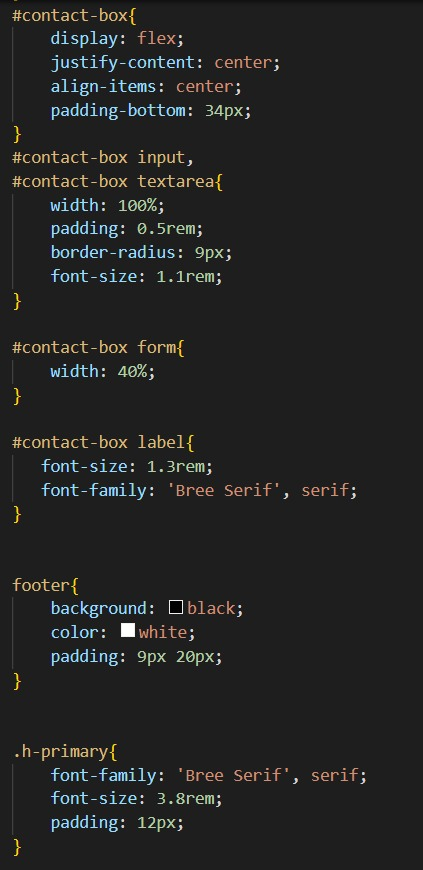 #contact-box{
display: flex;
justify-content: center;
align-items: center;
padding-bottom: 34px;
}
#contact-box input,
#contact-box textarea{
width: 100%;
padding: 0.5rem;
border-radius: 9px;
font-size: 1.1rem;
}
#contact-box form{
width: 40%;
}
#contact-box label{
font-size: 1.3rem;
font-family: 'Bree Serif', serif;
}
footer{
background: black;
color: white;
padding: 9px 20px;
}
.h-primary{
font-family: 'Bree Serif', serif;
font-size: 3.8rem;
padding: 12px;
}